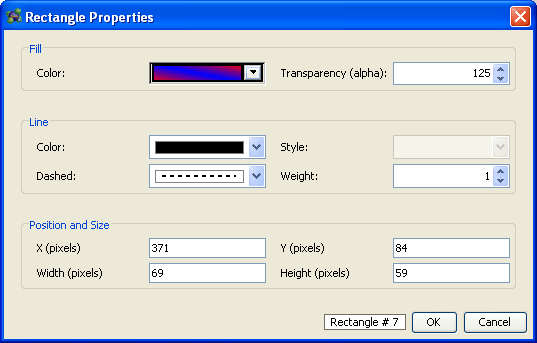 Rectangle Properties
Fill
Color: Transparency (alpha): 125
Line
Color: Style:
Dashed: Weight: 1
Position and Size
X (pixels) 371 Y (pixels) 84
Width (pixels) 69 Height (pixels) 59
Rectangle # 7 OK Cancel